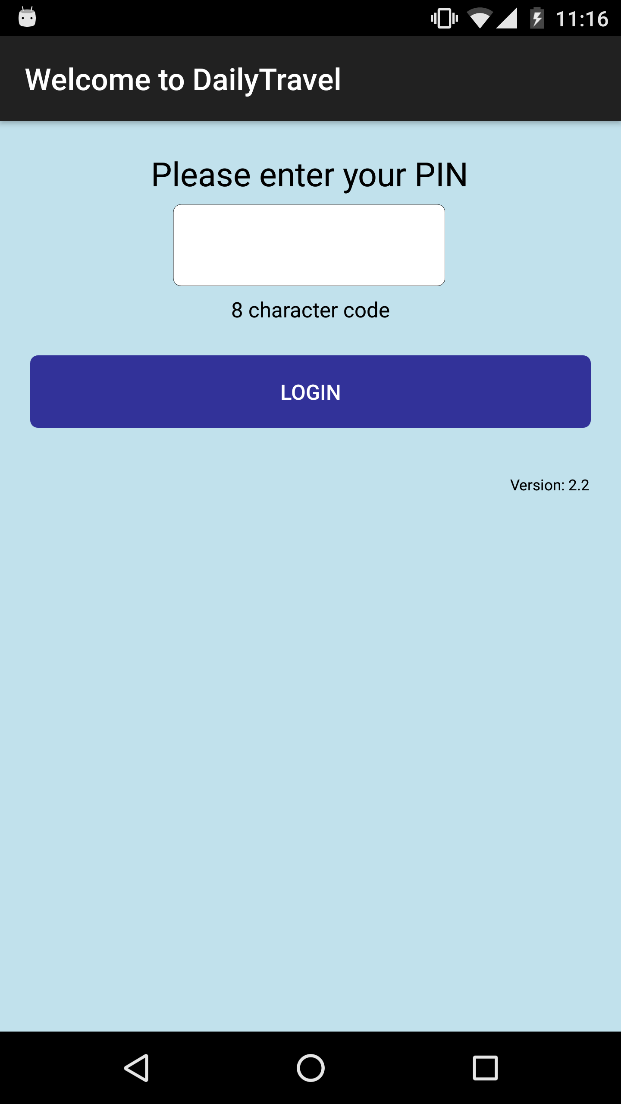 11:16
Welcome to DailyTravel
Please enter your PIN
8 character code
LOGIN
Version: 2.2